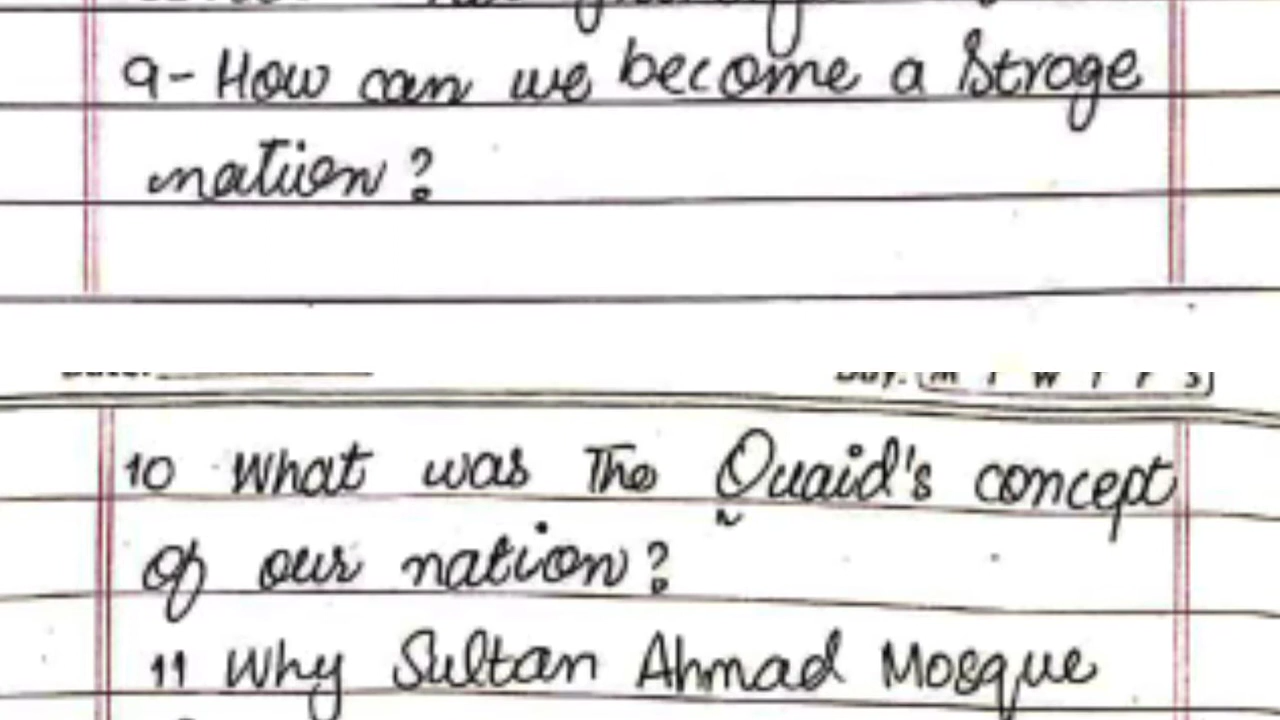 9- How can we become a stroge
nation?
10 What was The Quaid's concept
of our nation?
11 Why Sultan Ahmad Mosque